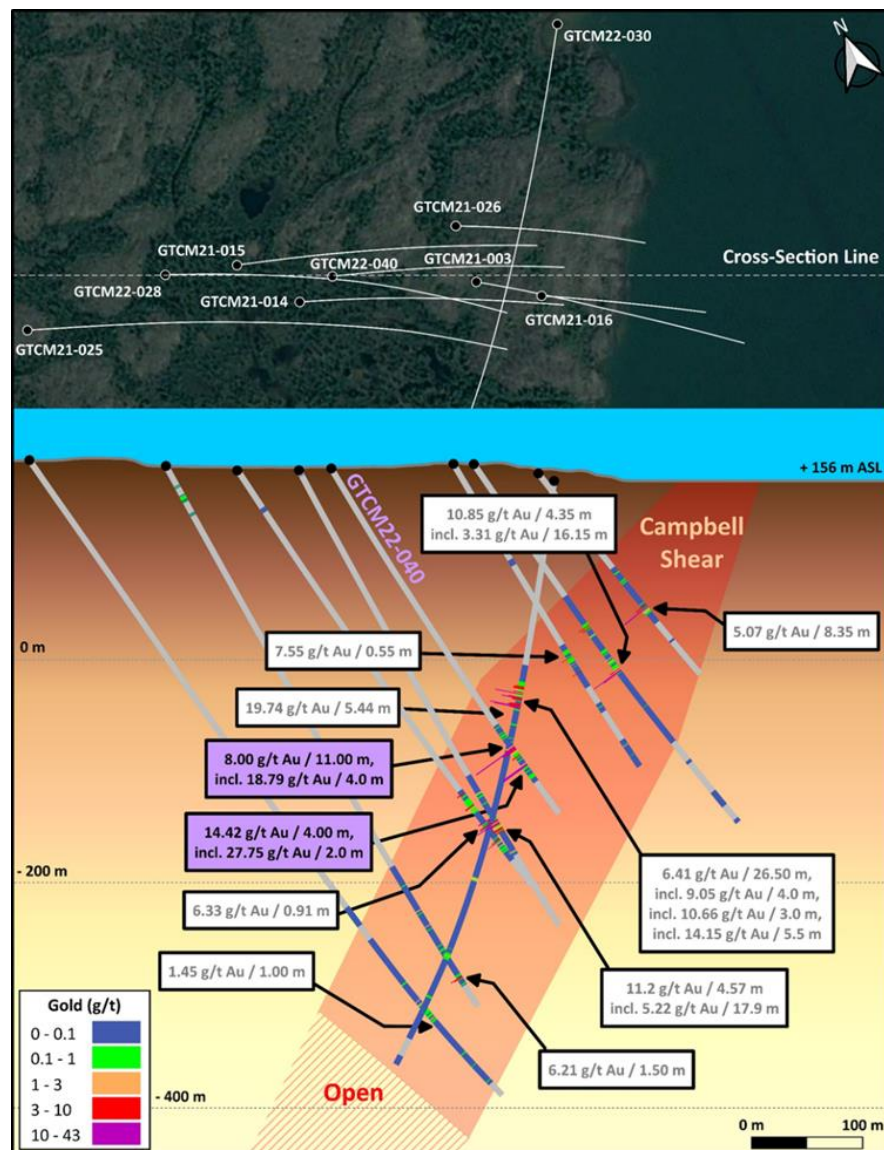 N
GTCM22-030
GTCM21-026
GTCM21-015
GTCM22-040
GTCM21-003
Cross-Section Line
GTCM22-028
GTCM21-014
GTCM21-016
GTCM21-025
+ 156 m ASL
GTCM22-040
10.85 g/t Au / 4.35 m
incl. 3.31 g/t Au / 16.15 m
Campbell
Shear
5.07 g/t Au / 8.35 m
0 m
7.55 g/t Au / 0.55 m
19.74 g/t Au / 5.44 m
8.00 g/t Au / 11.00 m,
incl. 18.79 g/t Au / 4.0 m
14.42 g/t Au / 4.00 m,
incl. 27.75 g/t Au / 2.0 m
6.41 g/t Au / 26.50 m,
incl. 9.05 g/t Au / 4.0 m,
incl. 10.66 g/t Au / 3.0 m,
incl. 14.15 g/t Au / 5.5 m
- 200 m
6.33 g/t Au / 0.91 m
1.45 g/t Au / 1.00 m
11.2 g/t Au / 4.57 m
incl. 5.22 g/t Au / 17.9 m
6.21 g/t Au / 1.50 m
Gold (g/t)
0 - 0.1
0.1 - 1
1 - 3
3 - 10
10 - 43
Open
- 400 m
0 m
100 m